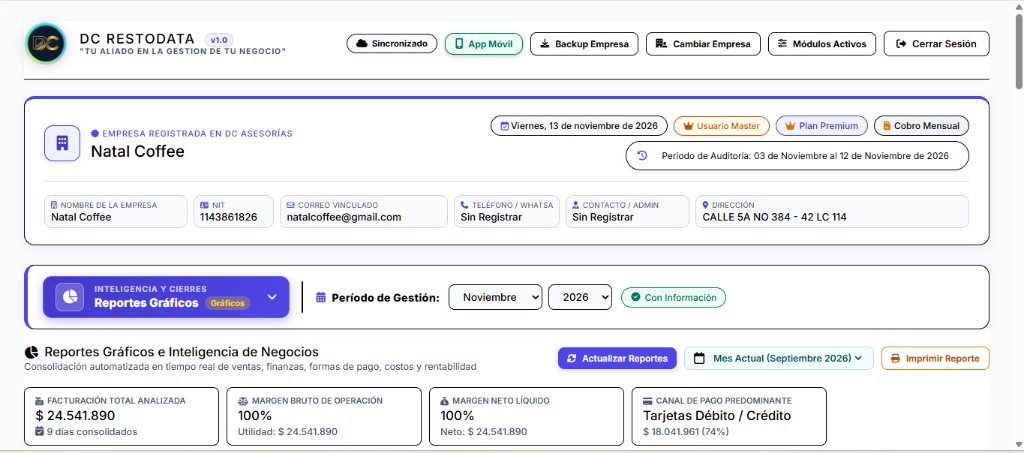 DC RESTODATA v1.0
"TU ALIADO EN LA GESTION DE TU NEGOCIO"
Sincronizado
App Móvil
Backup Empresa
Cambiar Empresa
Módulos Activos
Cerrar Sesión
DC
EMPRESA REGISTRADA EN DC ASESORÍAS
Natal Coffee
Viernes, 13 de noviembre de 2026
Usuario Master
Plan Premium
Cobro Mensual
Período de Auditoría: 03 de Noviembre al 12 de Noviembre de 2026
NOMBRE DE LA EMPRESA
Natal Coffee
NIT
1143861826
CORREO VINCULADO
natalcoffee@gmail.com
TELÉFONO / WHATSA
Sin Registrar
CONTACTO / ADMIN
Sin Registrar
DIRECCIÓN
CALLE 5A NO 384 - 42 LC 114
INTELIGENCIA Y CIERRES
Reportes Gráficos Gráficos
Período de Gestión:
Noviembre
2026
Con Información
Reportes Gráficos e Inteligencia de Negocios
Consolidación automatizada en tiempo real de ventas, finanzas, formas de pago, costos y rentabilidad
Actualizar Reportes
Mes Actual (Septiembre 2026)
Imprimir Reporte
FACTURACIÓN TOTAL ANALIZADA
$ 24.541.890
9 días consolidados
MARGEN BRUTO DE OPERACIÓN
100%
Utilidad: $ 24.541.890
MARGEN NETO LÍQUIDO
100%
Neto: $ 24.541.890
CANAL DE PAGO PREDOMINANTE
Tarjetas Débito / Crédito
$ 18.041.961 (74%)